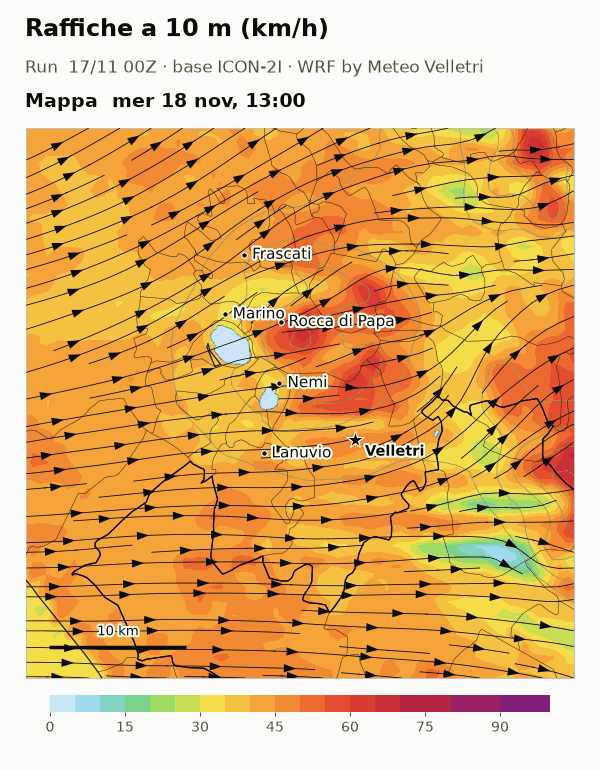 Raffiche a 10 m (km/h)
Run  17/11 00Z · base ICON-2I · WRF by Meteo Velletri
Mappa  mer 18 nov, 13:00
Frascati
Marino
Rocca di Papa
Nemi
Lanuvio
Velletri
10 km
0 15 30 45 60 75 90